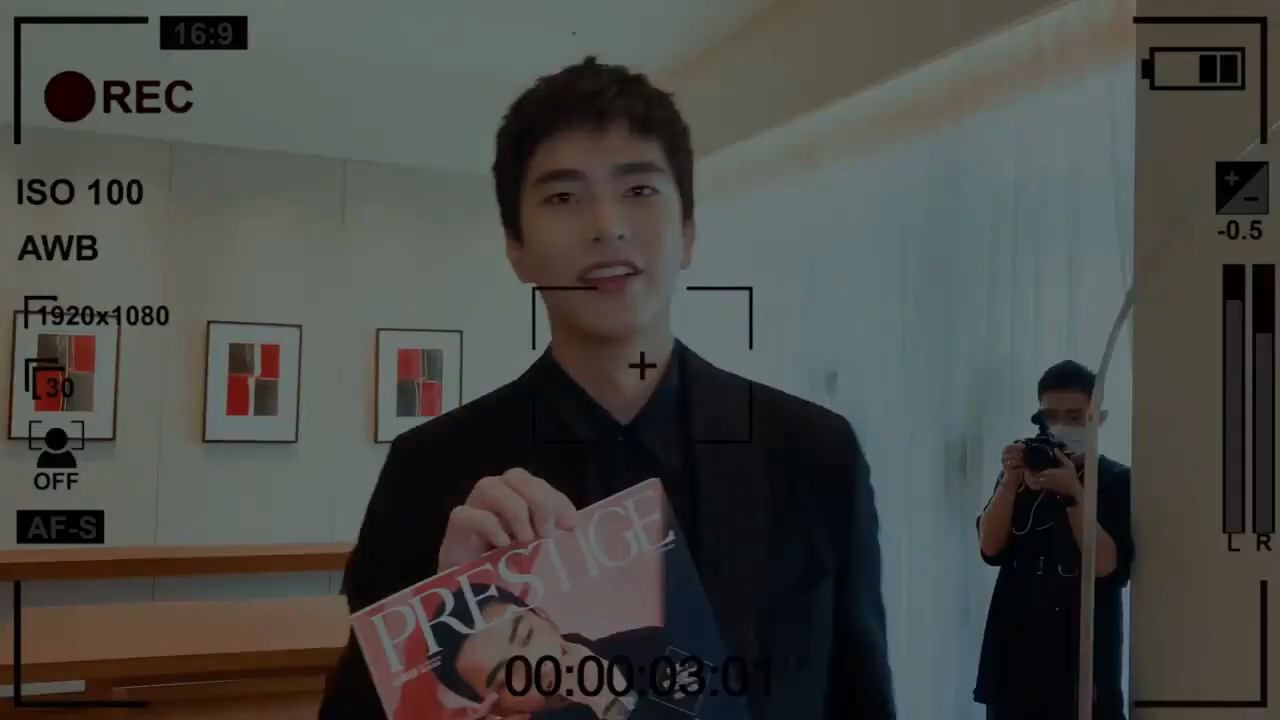 16:9
REC
ISO 100
AWB
1920x1080
30
OFF
AF-S
-0.5
L R
PRESTIGE
00:00:03:01